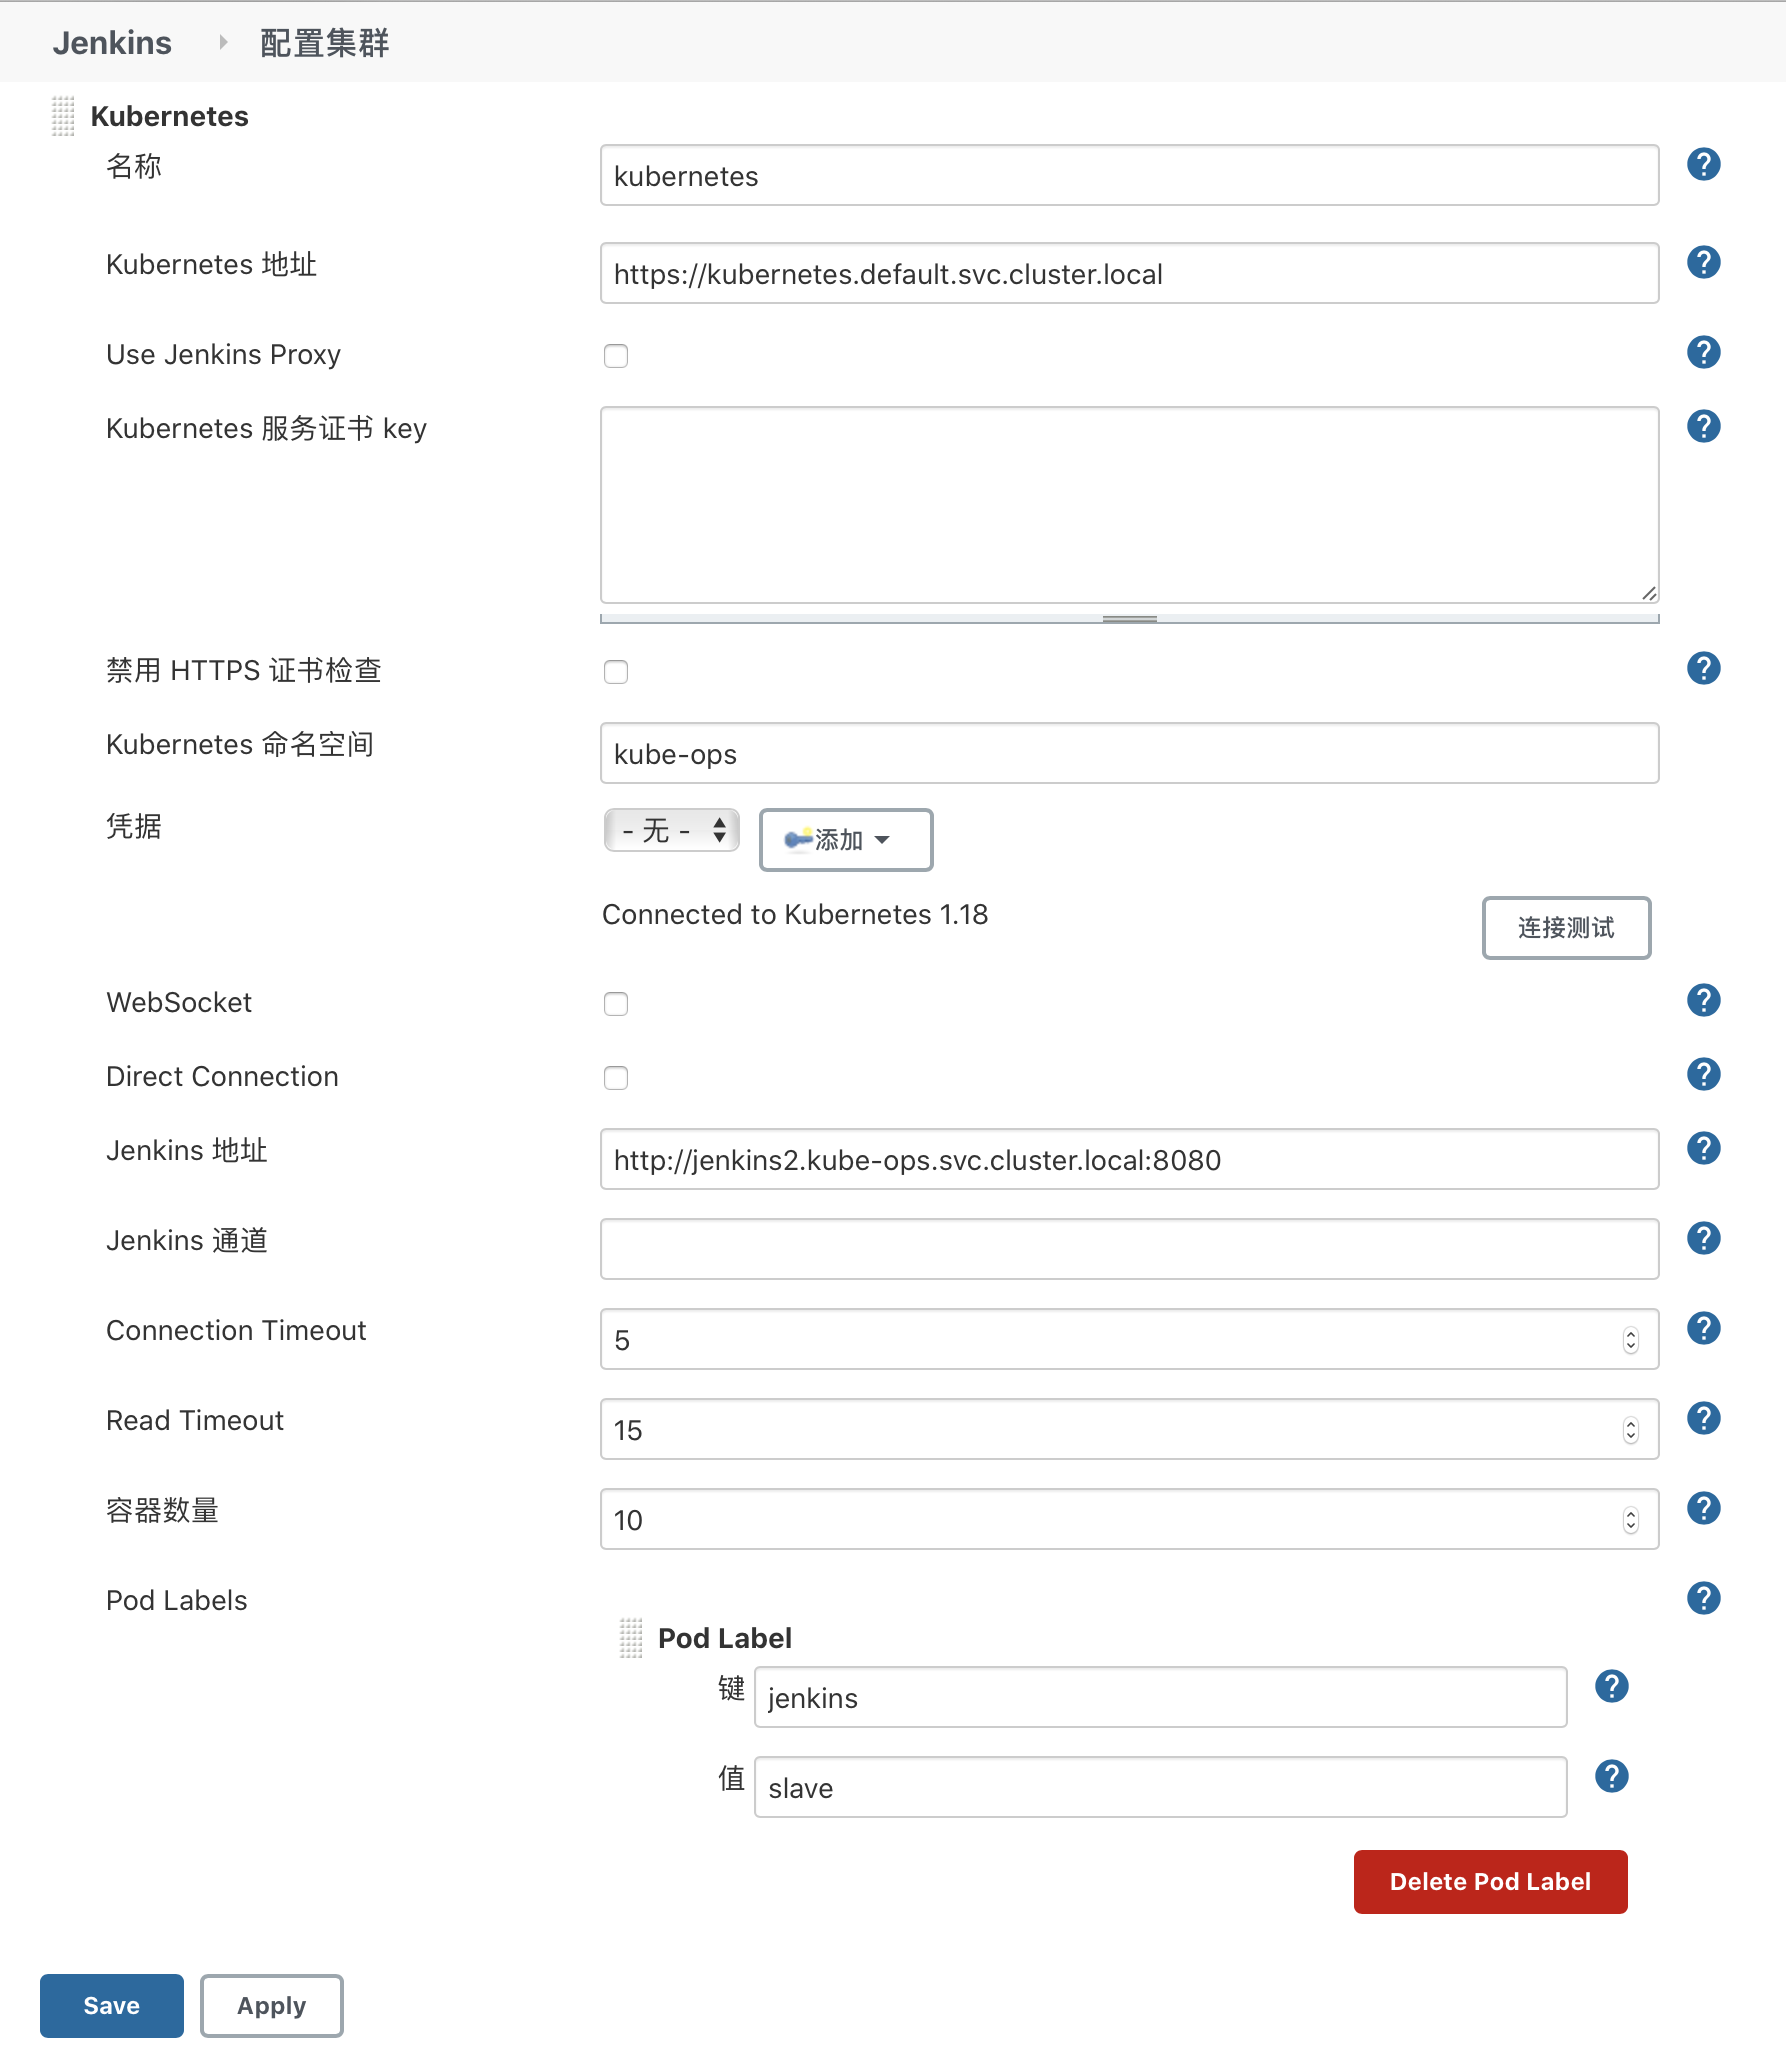 Jenkins 配置集群
Kubernetes
名称 kubernetes
Kubernetes 地址 https://kubernetes.default.svc.cluster.local
Use Jenkins Proxy
Kubernetes 服务证书 key
禁用 HTTPS 证书检查
Kubernetes 命名空间 kube-ops
凭据 - 无 - 添加
Connected to Kubernetes 1.18 连接测试
WebSocket
Direct Connection
Jenkins 地址 http://jenkins2.kube-ops.svc.cluster.local:8080
Jenkins 通道
Connection Timeout 5
Read Timeout 15
容器数量 10
Pod Labels
Pod Label
键 jenkins
值 slave
Delete Pod Label
Save Apply